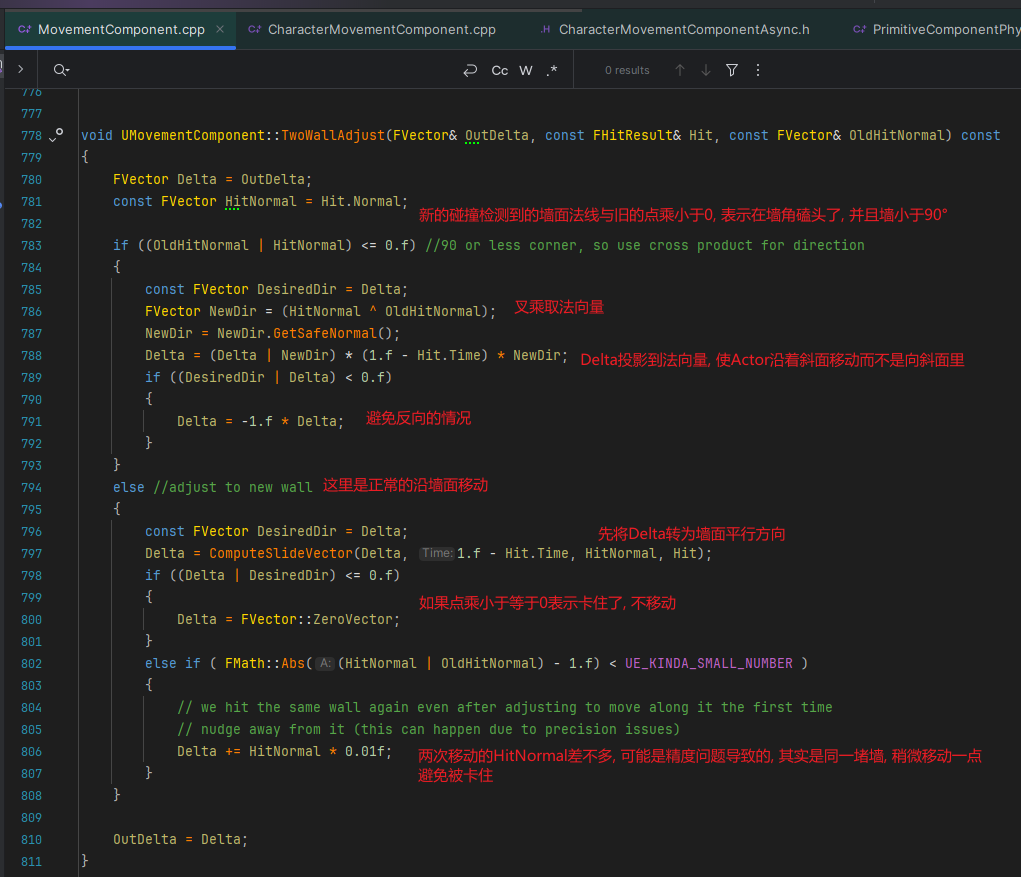 MovementComponent.cpp × CharacterMovementComponent.cpp CharacterMovementComponentAsync.h PrimitiveComponentPhy
Cc W .* 0 results
776
777
778 void UMovementComponent::TwoWallAdjust(FVector& OutDelta, const FHitResult& Hit, const FVector& OldHitNormal) const
779 {
780 FVector Delta = OutDelta;
781 const FVector HitNormal = Hit.Normal;
782 新的碰撞检测到的墙面法线与旧的点乘小于0, 表示在墙角磕头了, 并且墙小于90°
783 if ((OldHitNormal | HitNormal) <= 0.f) //90 or less corner, so use cross product for direction
784 {
785 const FVector DesiredDir = Delta;
786 FVector NewDir = (HitNormal ^ OldHitNormal); 叉乘取法向量
787 NewDir = NewDir.GetSafeNormal();
788 Delta = (Delta | NewDir) * (1.f - Hit.Time) * NewDir; Delta投影到法向量, 使Actor沿着斜面移动而不是向斜面里
789 if ((DesiredDir | Delta) < 0.f)
790 {
791 Delta = -1.f * Delta; 避免反向的情况
792 }
793 }
794 else //adjust to new wall 这里是正常的沿墙面移动
795 {
796 const FVector DesiredDir = Delta; 先将Delta转为墙面平行方向
797 Delta = ComputeSlideVector(Delta, Time: 1.f - Hit.Time, HitNormal, Hit);
798 if ((Delta | DesiredDir) <= 0.f)
799 { 如果点乘小于等于0表示卡住了, 不移动
800 Delta = FVector::ZeroVector;
801 }
802 else if ( FMath::Abs( A: (HitNormal | OldHitNormal) - 1.f) < UE_KINDA_SMALL_NUMBER )
803 {
804 // we hit the same wall again even after adjusting to move along it the first time
805 // nudge away from it (this can happen due to precision issues)
806 Delta += HitNormal * 0.01f; 两次移动的HitNormal差不多, 可能是精度问题导致的, 其实是同一堵墙, 稍微移动一点
807 } 避免被卡住
808 }
809
810 OutDelta = Delta;
811 }